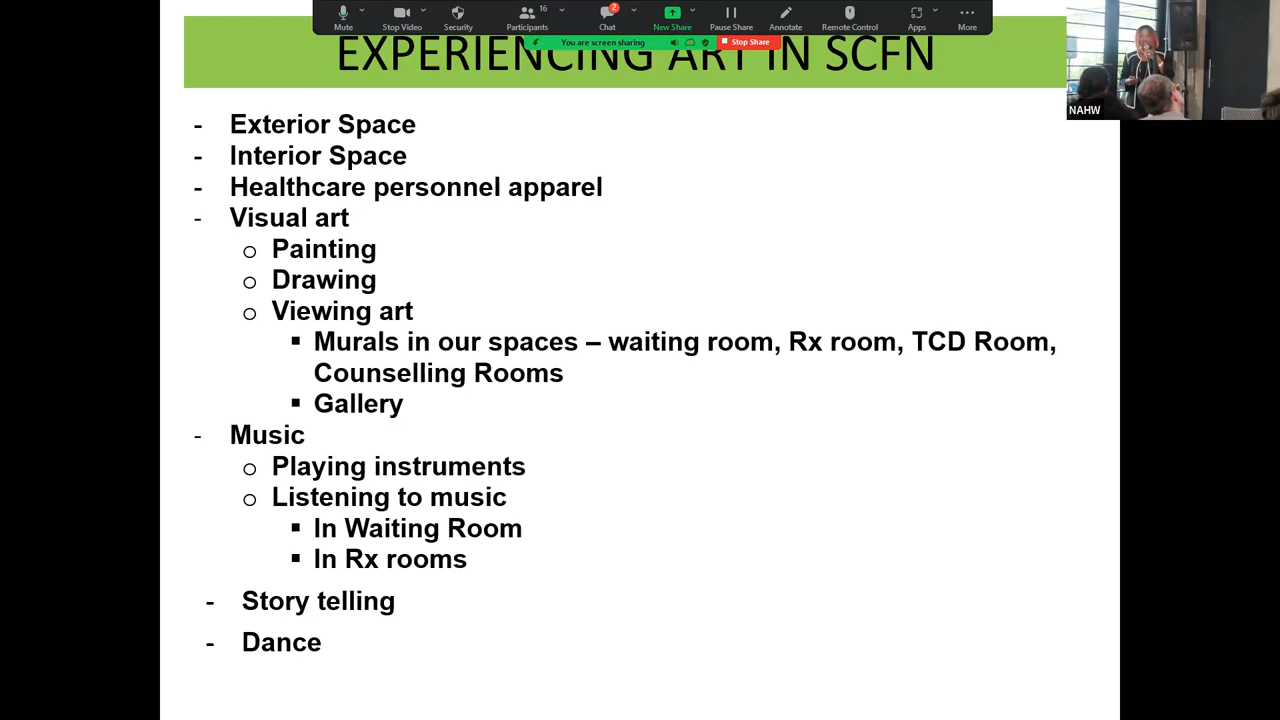 Mute
Stop Video
Security
16
Participants
2
Chat
New Share
Pause Share
Annotate
Remote Control
Apps
More
You are screen sharing
Stop Share
EXPERIENCING ART IN SCFN
NAHW
- Exterior Space
- Interior Space
- Healthcare personnel apparel
- Visual art
o Painting
o Drawing
o Viewing art
▪ Murals in our spaces – waiting room, Rx room, TCD Room,
Counselling Rooms
▪ Gallery
- Music
o Playing instruments
o Listening to music
▪ In Waiting Room
▪ In Rx rooms
- Story telling
- Dance